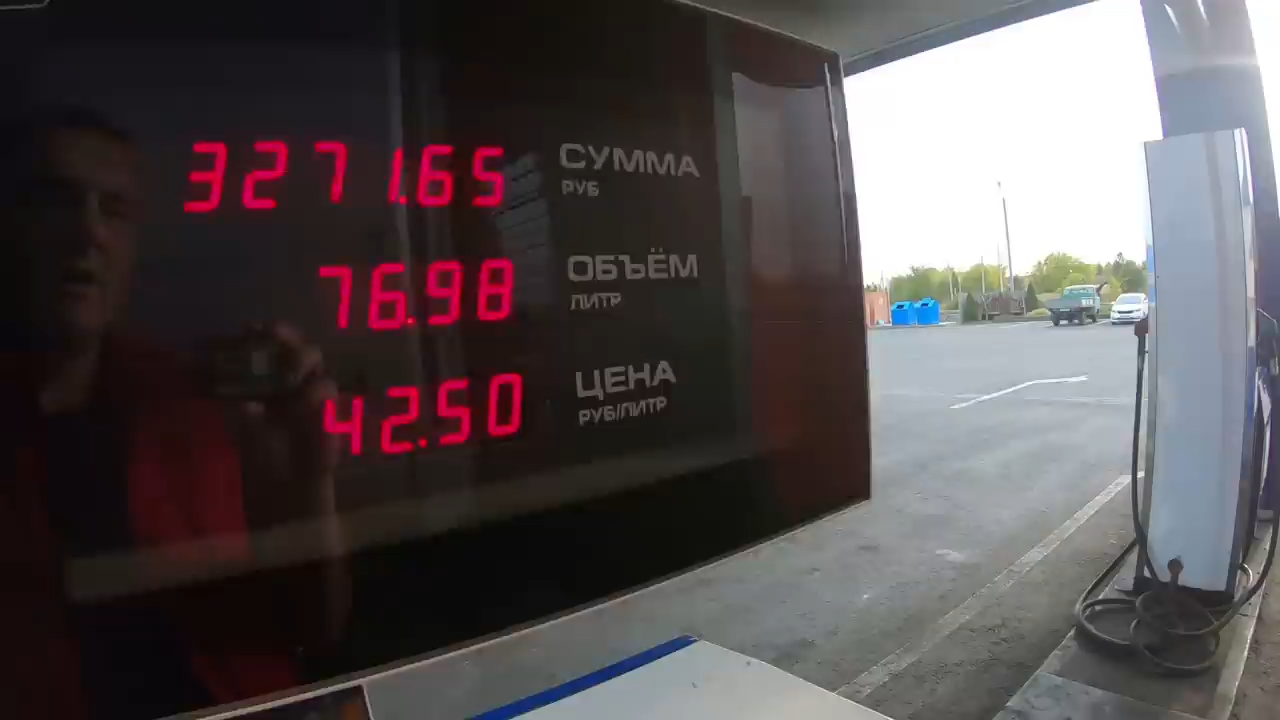 3271.65 СУММА
РУБ
76.98 ОБЪЁМ
ЛИТР
42.50 ЦЕНА
РУБ/ЛИТР